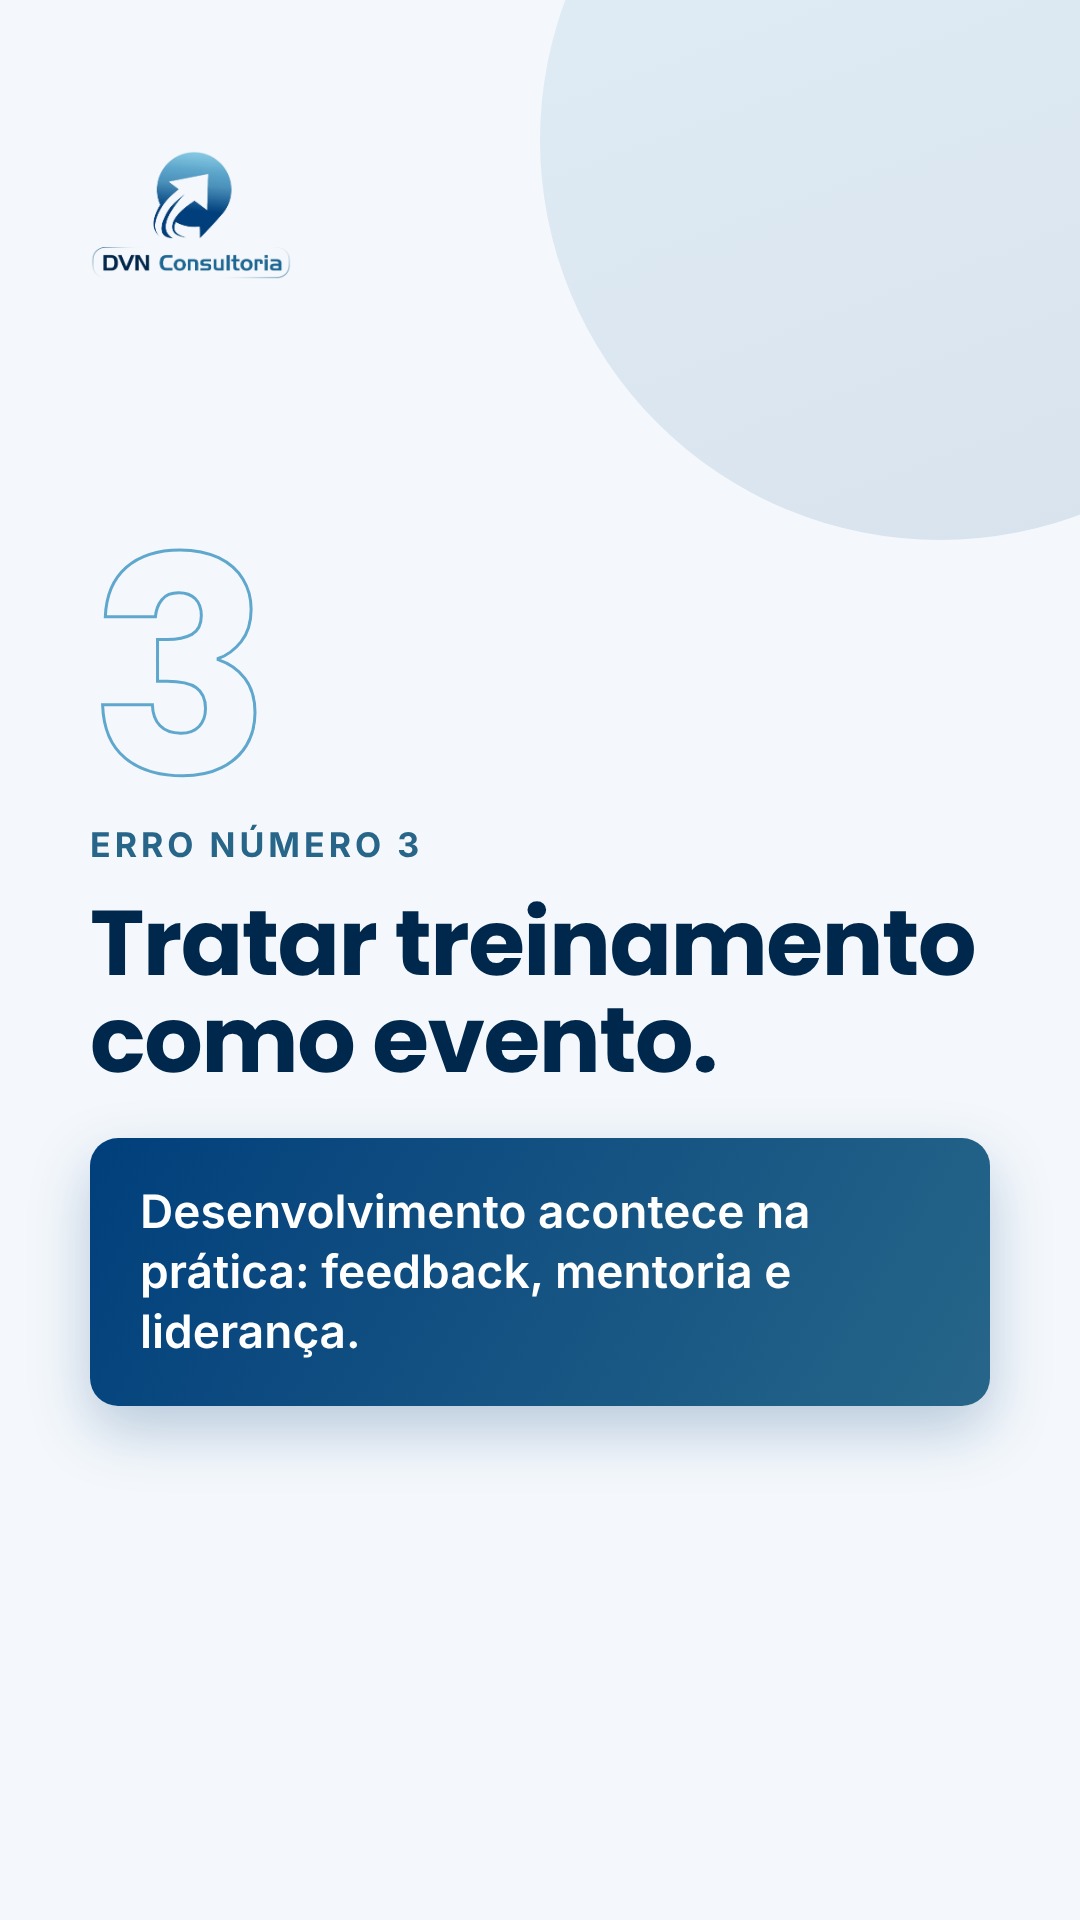 DVN Consultoria
3
ERRO NÚMERO 3
Tratar treinamento
como evento.
Desenvolvimento acontece na
prática: feedback, mentoria e
liderança.